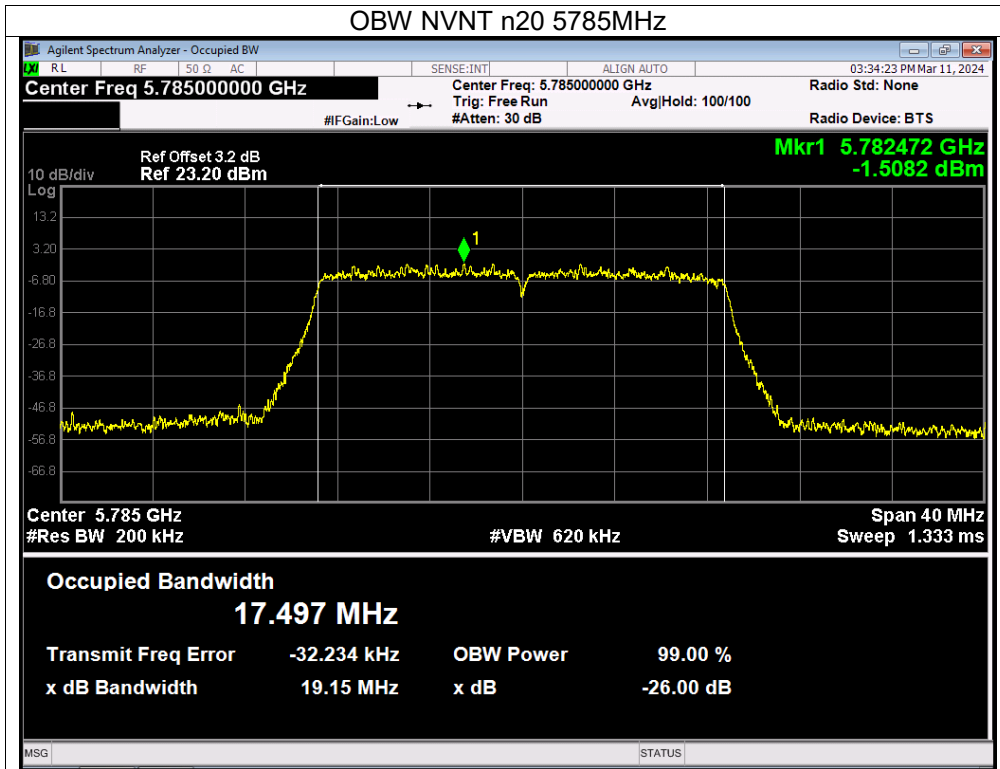 OBW NVNT n20 5785MHz
Agilent Spectrum Analyzer - Occupied BW
LXI RL RF 50 Ω AC SENSE:INT ALIGN AUTO 03:34:23 PM Mar 11, 2024
Center Freq 5.785000000 GHz Center Freq: 5.785000000 GHz Radio Std: None
Trig: Free Run Avg|Hold: 100/100
#IFGain:Low #Atten: 30 dB Radio Device: BTS
Mkr1 5.782472 GHz
-1.5082 dBm
Ref Offset 3.2 dB
10 dB/div Ref 23.20 dBm
Log
13.2
1
3.20
-6.80
-16.8
-26.8
-36.8
-46.8
-56.8
-66.8
Center 5.785 GHz Span 40 MHz
#Res BW 200 kHz #VBW 620 kHz Sweep 1.333 ms
Occupied Bandwidth
17.497 MHz
Transmit Freq Error -32.234 kHz OBW Power 99.00 %
x dB Bandwidth 19.15 MHz x dB -26.00 dB
MSG STATUS